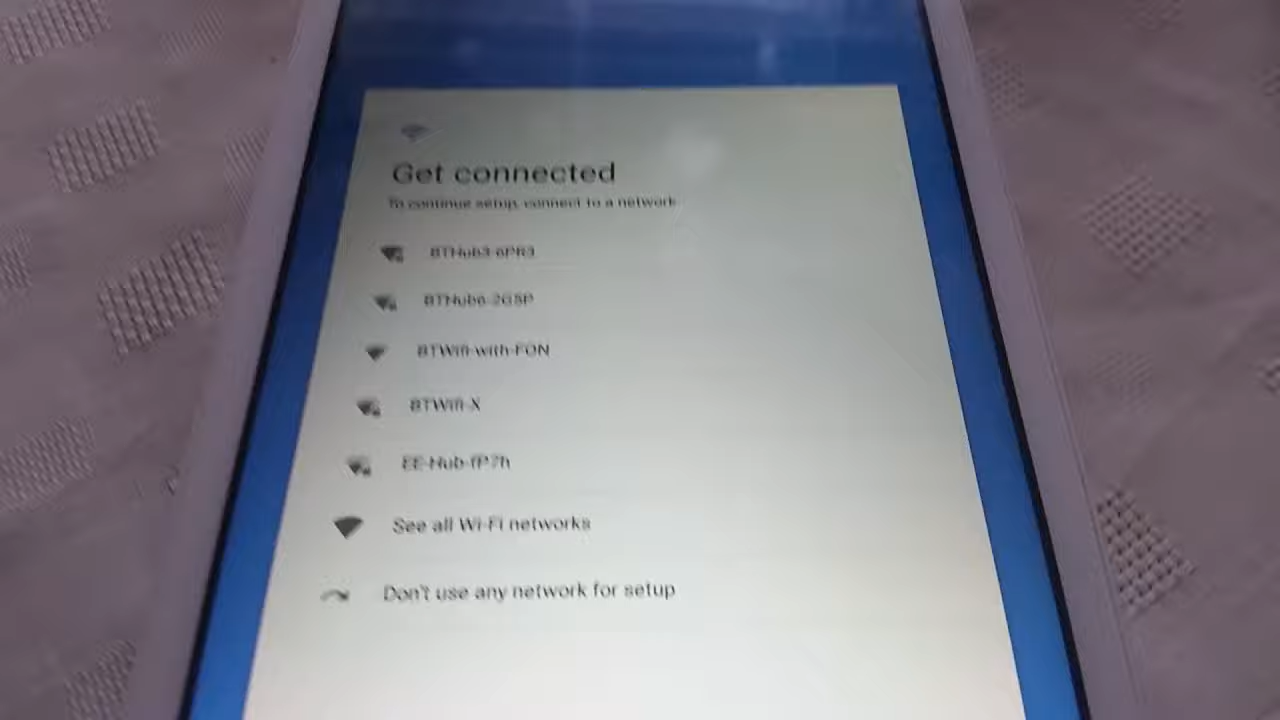 Get connected
To continue setup, connect to a network
BTHub3-6PR3
BTHub6-2G5P
BTWifi-with-FON
BTWifi-X
EE-Hub-fP7h
See all Wi-Fi networks
Don't use any network for setup